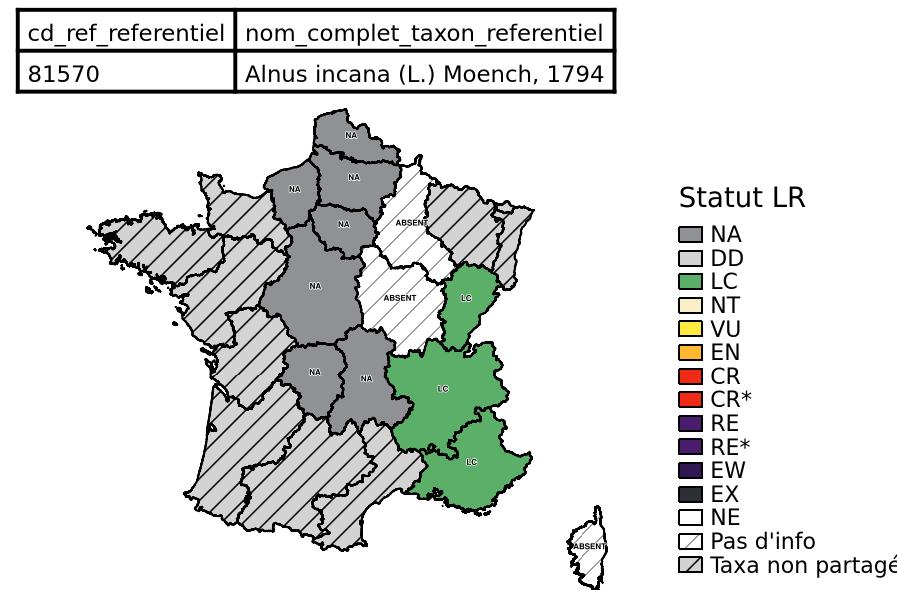 cd_ref_referentiel nom_complet_taxon_referentiel
81570 Alnus incana (L.) Moench, 1794
NA
NA
NA
NA
ABSENT
NA
ABSENT
LC
NA
NA
LC
LC
ABSENT
Statut LR
NA
DD
LC
NT
VU
EN
CR
CR*
RE
RE*
EW
EX
NE
Pas d'info
Taxa non partagé